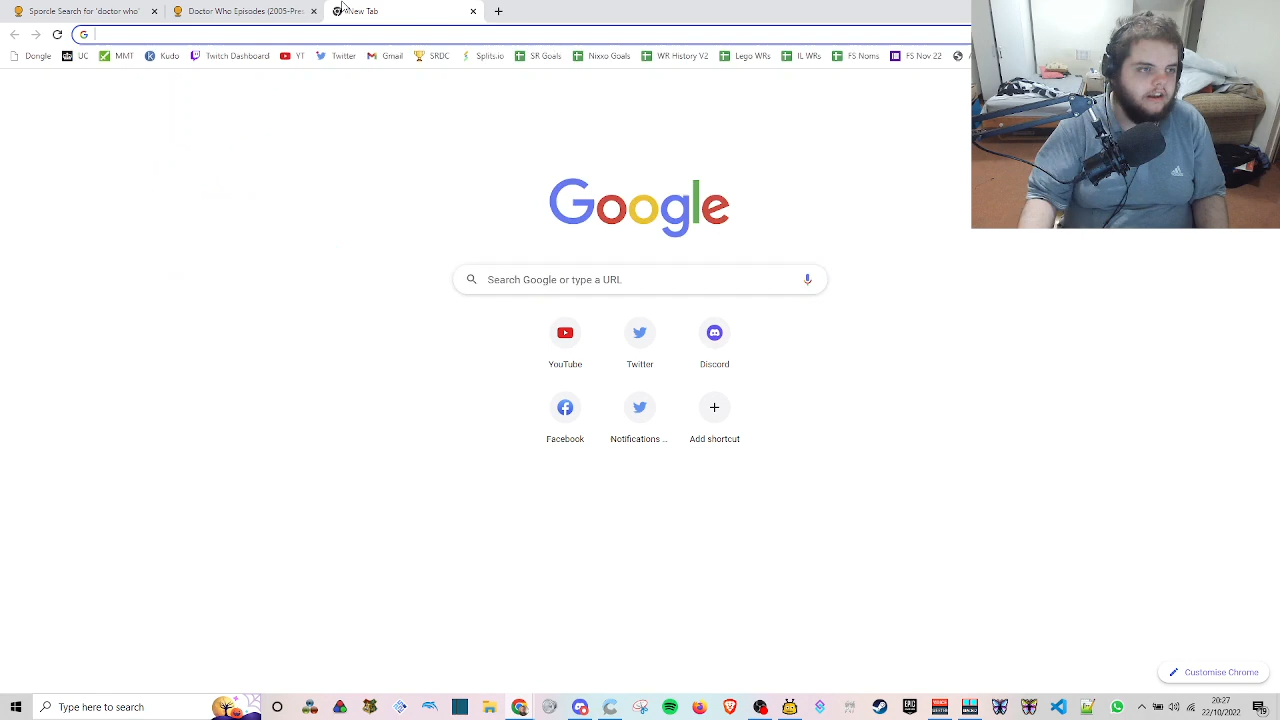 Sporcle Search for 'doctor who'
Doctor Who Episodes (2005-Pres
New Tab
Dongle
UC
MMT
Kudo
Twitch Dashboard
YT
Twitter
Gmail
SRDC
Splits.io
SR Goals
Nixxo Goals
WR History V2
Lego WRs
IL WRs
FS Noms
FS Nov 22
Google
Search Google or type a URL
YouTube
Twitter
Discord
Facebook
Notifications ...
Add shortcut
Customise Chrome
Type here to search
20:27
23/10/2022